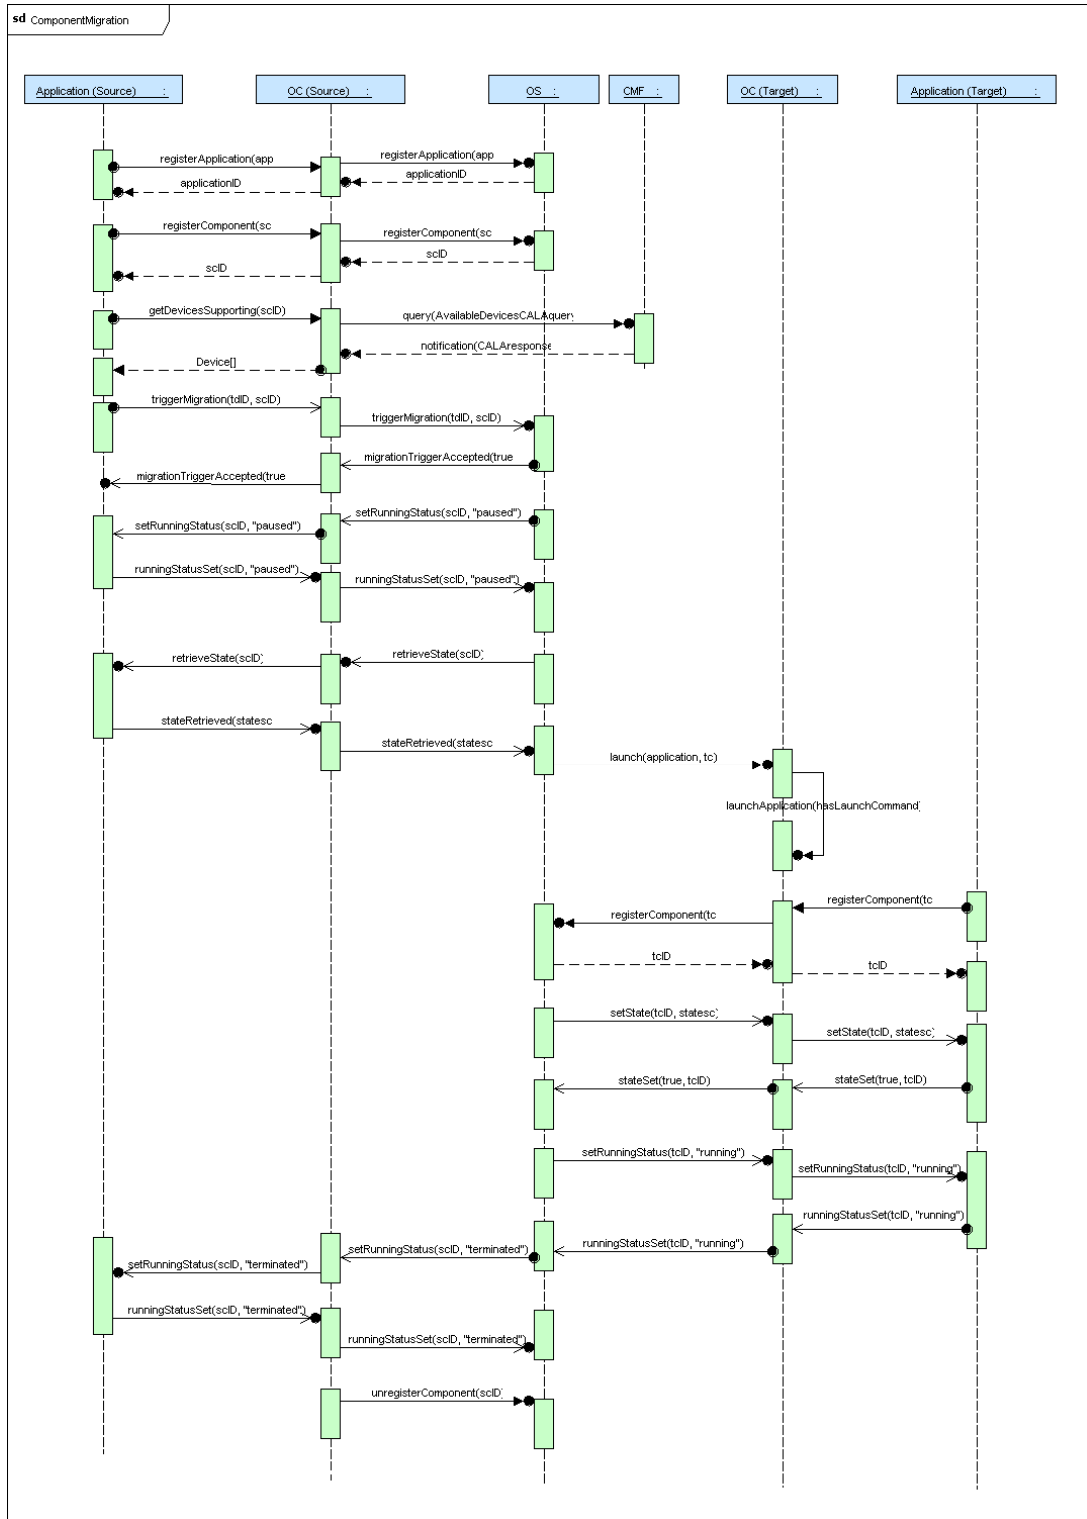 sd ComponentMigration
Application (Source) :
OC (Source) :
OS :
CMF :
OC (Target) :
Application (Target) :
registerApplication(app
registerApplication(app
applicationID
applicationID
registerComponent(sc
registerComponent(sc
scID
scID
getDevicesSupporting(scID)
query(AvailableDevicesCALAquery
notification(CALAresponse
Device[]
triggerMigration(tdID, scID)
triggerMigration(tdID, scID)
migrationTriggerAccepted(true
migrationTriggerAccepted(true
setRunningStatus(scID, "paused")
setRunningStatus(scID, "paused")
runningStatusSet(scID, "paused")
runningStatusSet(scID, "paused")
retrieveState(scID)
retrieveState(scID)
stateRetrieved(statesc
stateRetrieved(statesc
launch(application, tc)
launchApplication(hasLaunchCommand)
registerComponent(tc
registerComponent(tc
tcID
tcID
setState(tcID, statesc)
setState(tcID, statesc)
stateSet(true, tcID)
stateSet(true, tcID)
setRunningStatus(tcID, "running")
setRunningStatus(tcID, "running")
runningStatusSet(tcID, "running")
runningStatusSet(tcID, "running")
setRunningStatus(scID, "terminated")
setRunningStatus(scID, "terminated")
runningStatusSet(scID, "terminated")
runningStatusSet(scID, "terminated")
unregisterComponent(scID)